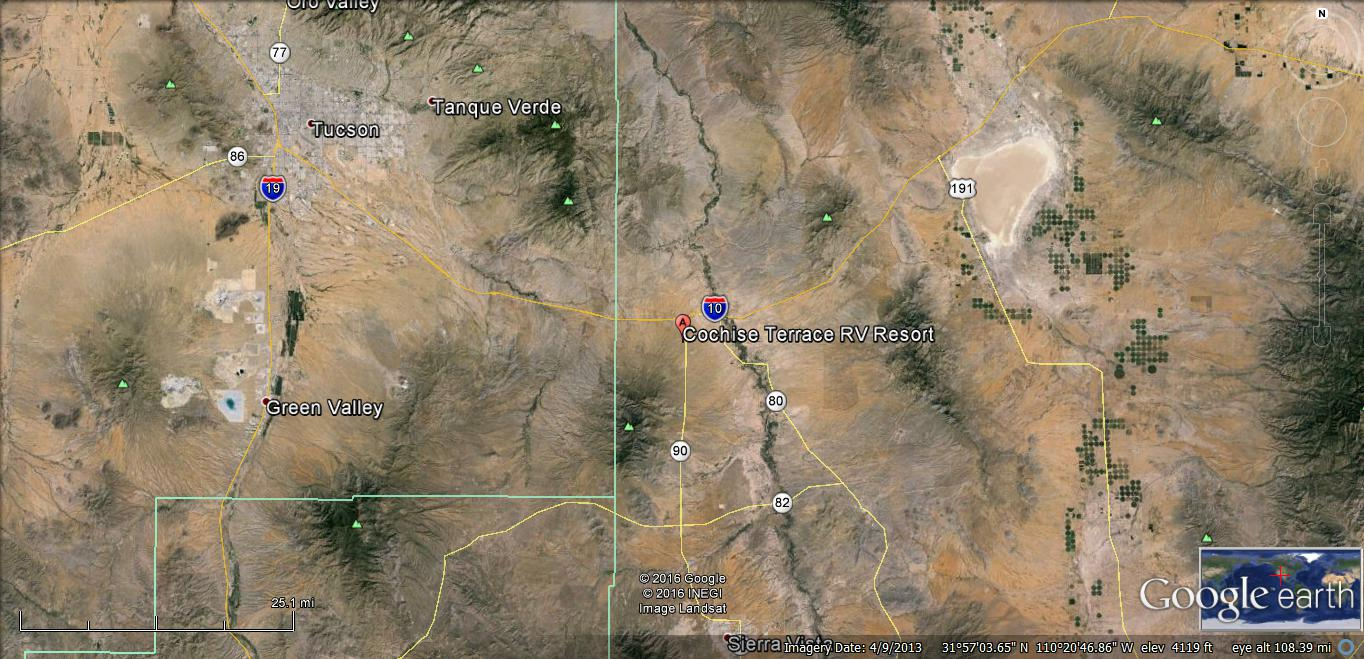 Oro Valley
N
77
Tanque Verde
Tucson
86
19
191
10
A
Cochise Terrace RV Resort
Green Valley
80
90
82
© 2016 Google
© 2016 INEGI
Image Landsat
25.1 mi
Google earth
Sierra Vista
Imagery Date: 4/9/2013 31°57'03.65" N 110°20'46.86" W elev 4119 ft eye alt 108.39 mi